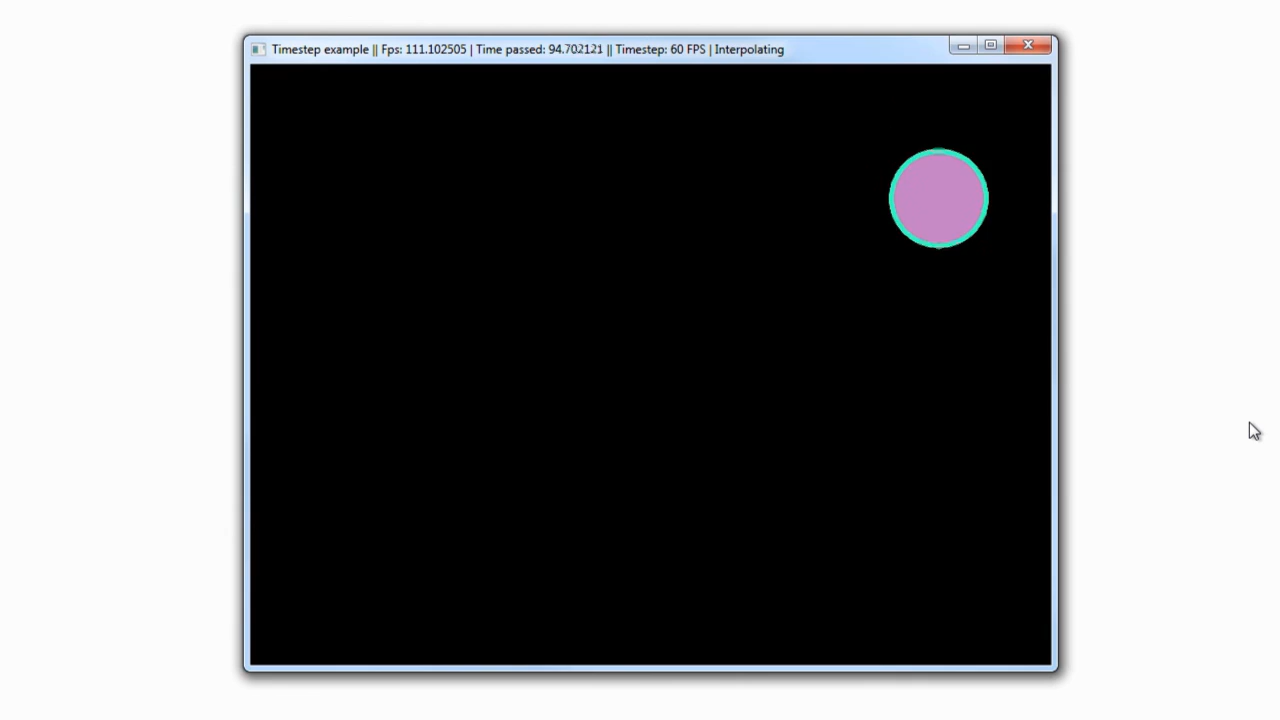 Timestep example || Fps: 111.102505 | Time passed: 94.702121 || Timestep: 60 FPS | Interpolating